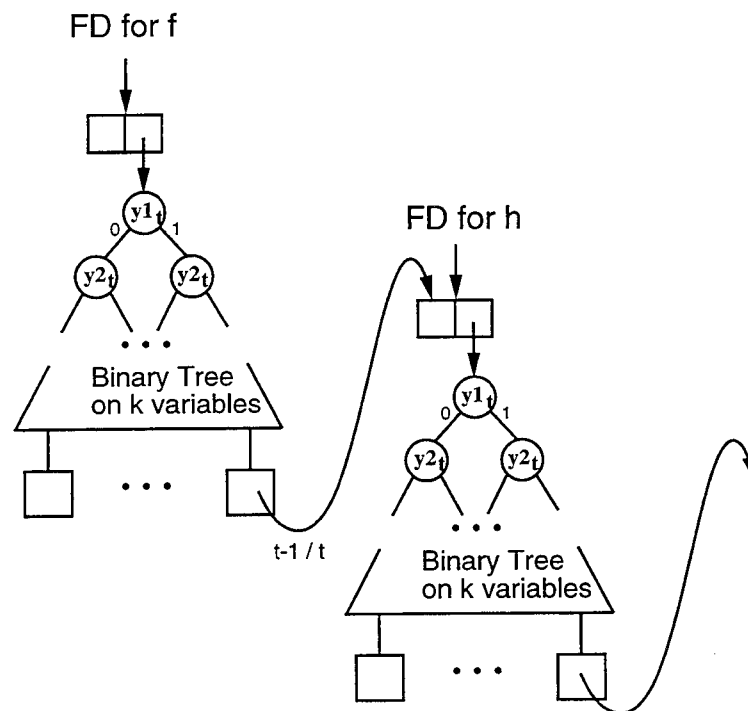 FD for f
y1t
0 1
y2t y2t
• • •
Binary Tree
on k variables
• • •
t-1 / t
FD for h
y1t
0 1
y2t y2t
• • •
Binary Tree
on k variables
• • •